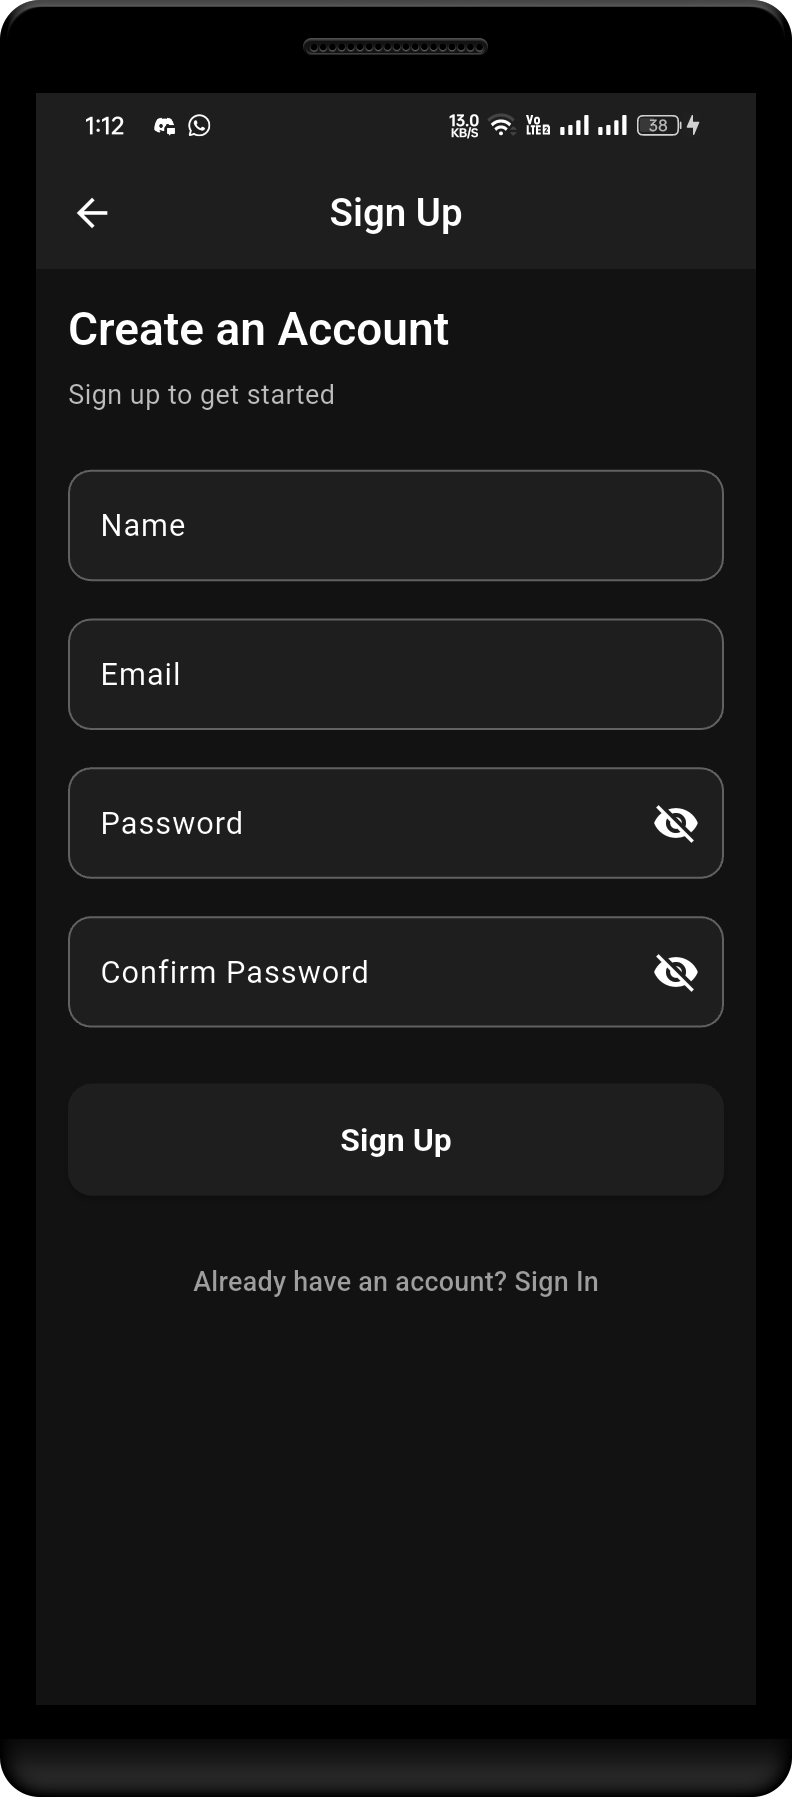 1:12 13.0 KB/S Vo LTE 2 38
Sign Up
Create an Account
Sign up to get started
Name
Email
Password
Confirm Password
Sign Up
Already have an account? Sign In